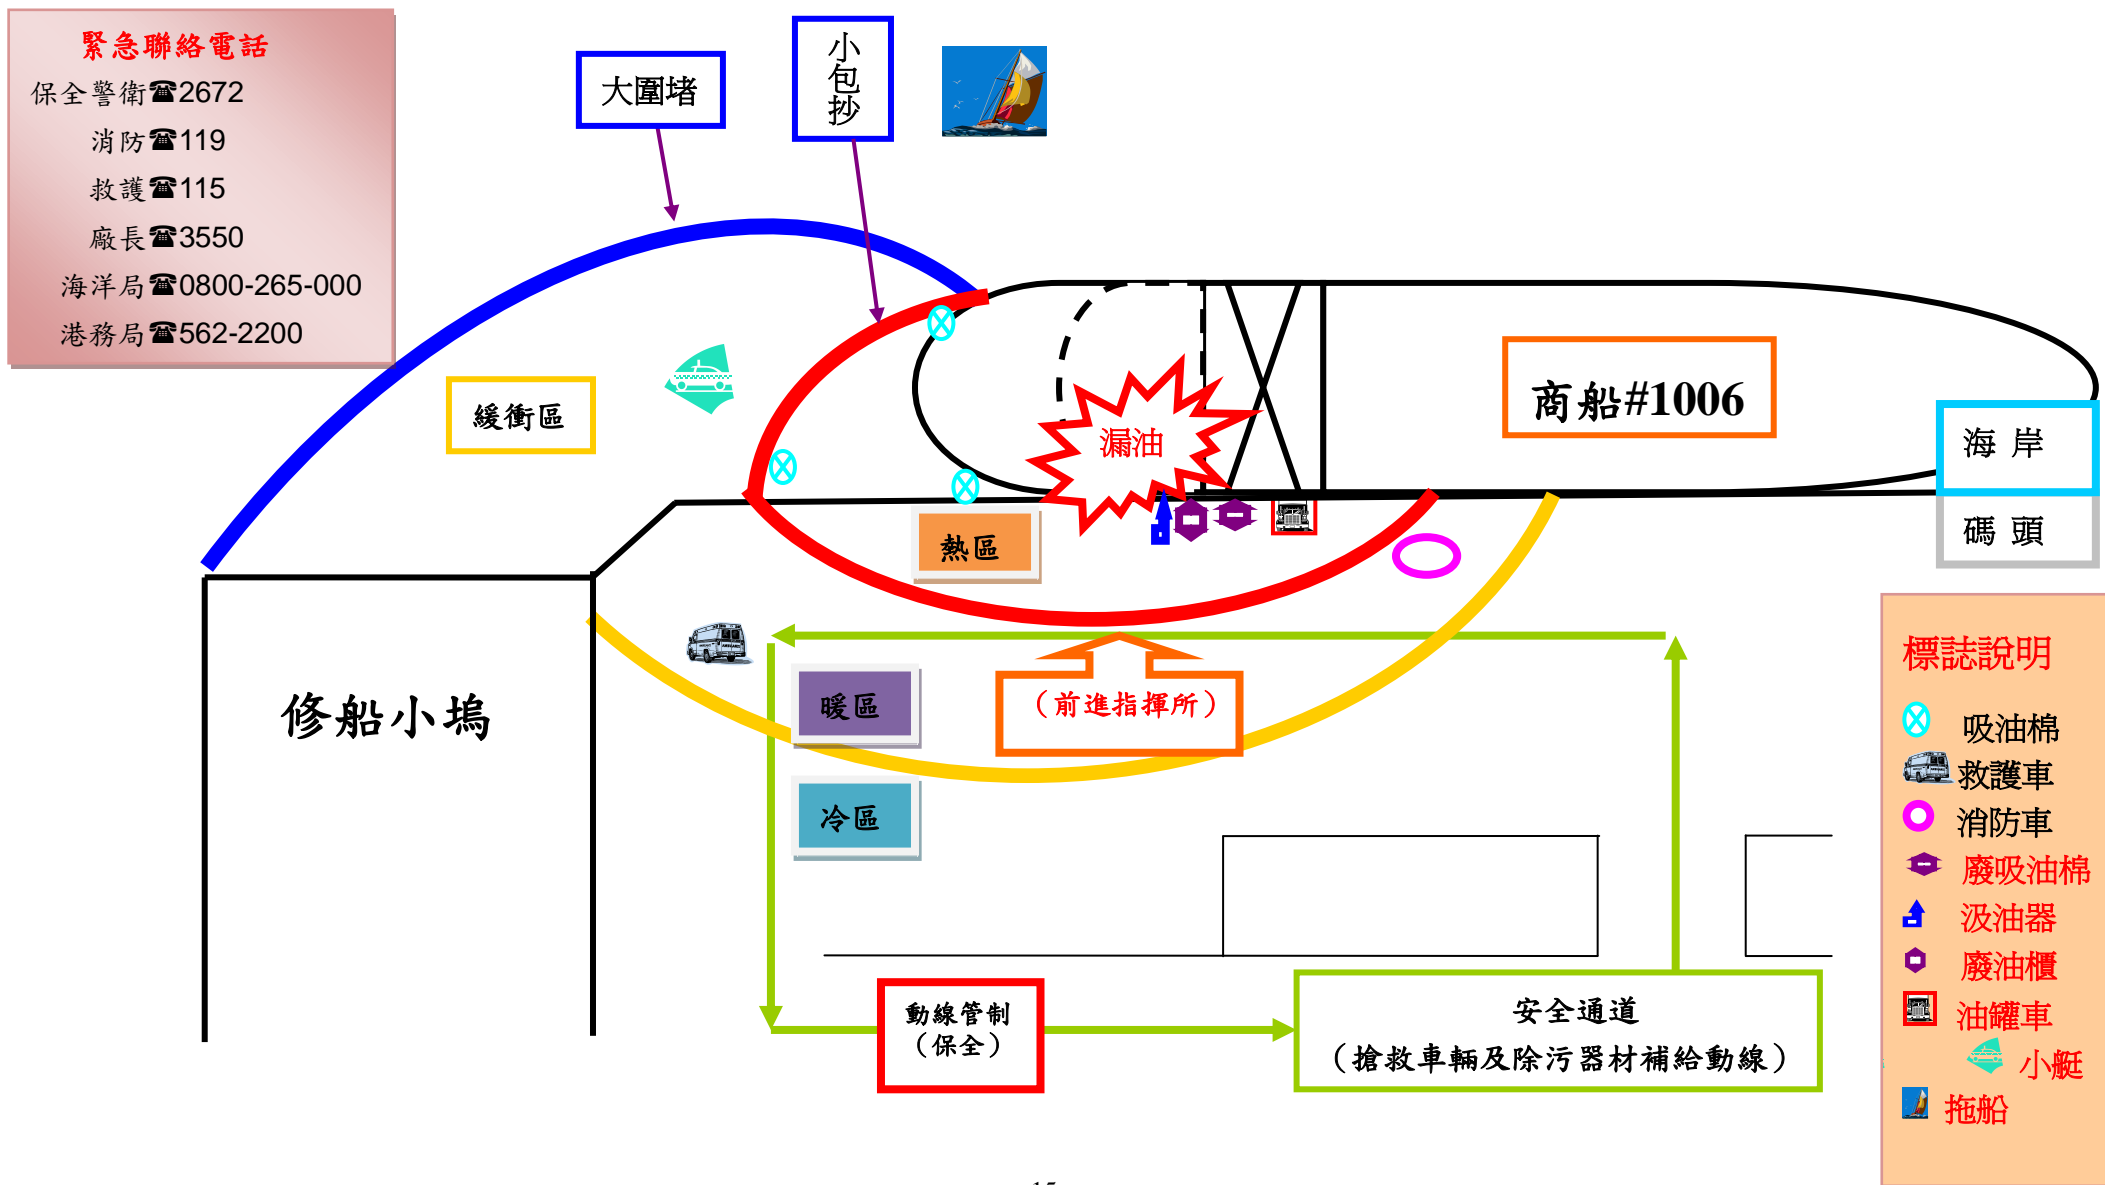 緊急聯絡電話
保全警衛☎2672
消防☎119
救護☎115
廠長☎3550
海洋局☎0800-265-000
港務局☎562-2200
大圍堵
小包抄
緩衝區
漏油
商船#1006
海 岸
碼 頭
熱區
修船小塢
暖區
(前進指揮所)
冷區
動線管制
(保全)
安全通道
(搶救車輛及除污器材補給動線)
標誌說明
吸油棉
救護車
消防車
廢吸油棉
汲油器
廢油櫃
油罐車
小艇
拖船